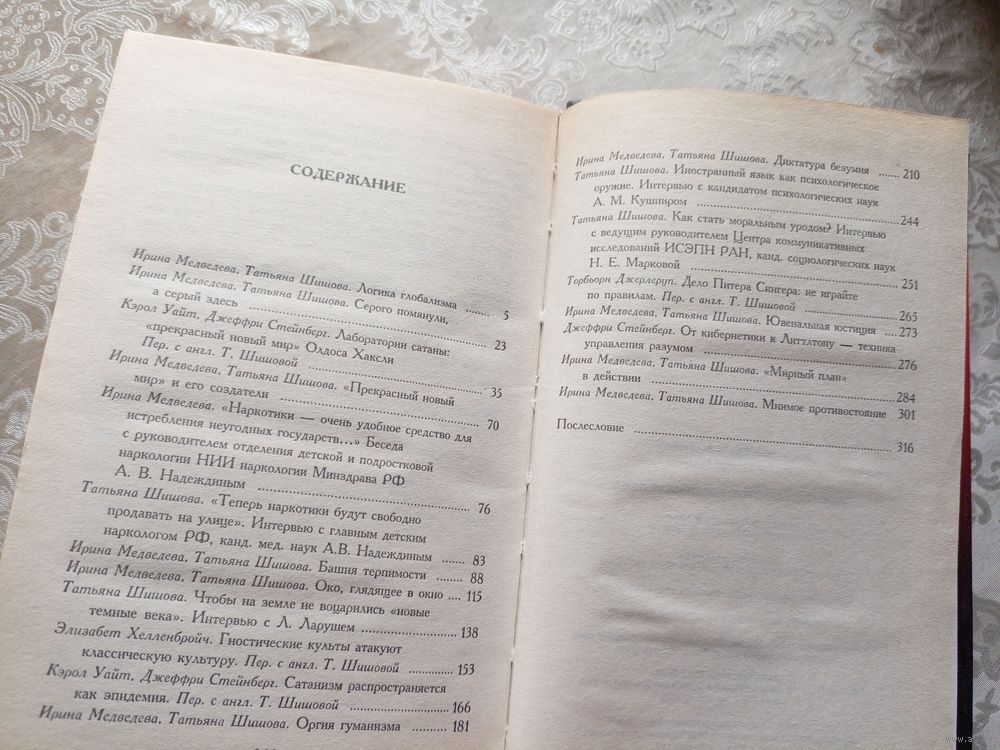 СОДЕРЖАНИЕ
Ирина Медведева, Татьяна Шишова. Логика глобализма ....... 5
Ирина Медведева, Татьяна Шишова. Серого помянули,
а серый здесь ....... 23
Кэрол Уайт, Джеффри Стейнберг. Лаборатории сатаны:
«прекрасный новый мир» Олдоса Хаксли
Пер. с англ. Т. Шишовой ....... 35
Ирина Медведева, Татьяна Шишова. «Прекрасный новый
мир» и его создатели ....... 70
Ирина Медведева. «Наркотики — очень удобное средство для
истребления неугодных государств...» Беседа
с руководителем отделения детской и подростковой
наркологии НИИ наркологии Минздрава РФ
А. В. Надеждиным ....... 76
Татьяна Шишова. «Теперь наркотики будут свободно
продавать на улице». Интервью с главным детским
наркологом РФ, канд. мед. наук А.В. Надеждиным ....... 83
Ирина Медведева, Татьяна Шишова. Башня терпимости ....... 88
Ирина Медведева, Татьяна Шишова. Око, глядящее в окно .... 115
Татьяна Шишова. Чтобы на земле не воцарились «новые
темные века». Интервью с Л. Ларушем ....... 138
Элизабет Хелленбройч. Гностические культы атакуют
классическую культуру. Пер. с англ. Т. Шишовой ....... 153
Кэрол Уайт, Джеффри Стейнберг. Сатанизм распространяется
как эпидемия. Пер. с англ. Т. Шишовой ....... 166
Ирина Медведева, Татьяна Шишова. Оргия гуманизма ....... 181
Ирина Медведева, Татьяна Шишова. Диктатура безумия ...... 210
Татьяна Шишова. Иностранный язык как психологическое
оружие. Интервью с кандидатом психологических наук
А. М. Кушниром ....... 244
Татьяна Шишова. Как стать моральным уродом? Интервью
с ведущим руководителем Центра коммуникативных
исследований ИСЭПН РАН, канд. социологических наук
Н. Е. Марковой ....... 251
Торбьорн Джерлеруп. Дело Питера Сингера: не играйте
по правилам. Пер. с англ. Т. Шишовой ....... 265
Ирина Медведева, Татьяна Шишова. Ювенальная юстиция ..... 273
Джеффри Стейнберг. От кибернетики к Литтлтону — техника
управления разумом ....... 276
Ирина Медведева, Татьяна Шишова. «Мирный план»
в действии ....... 284
Ирина Медведева, Татьяна Шишова. Мнимое противостояние 301
Послесловие ....... 316